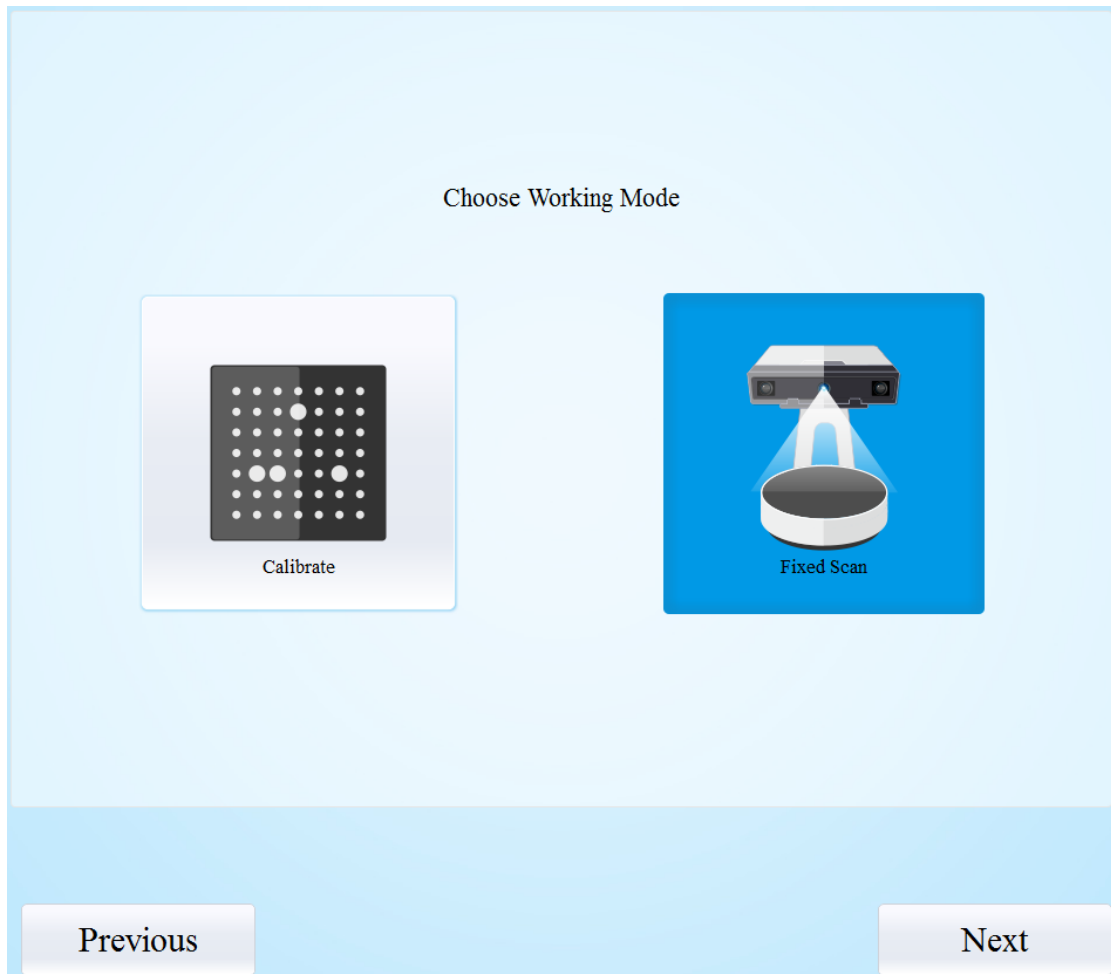 Choose Working Mode
Calibrate
Fixed Scan
Previous
Next